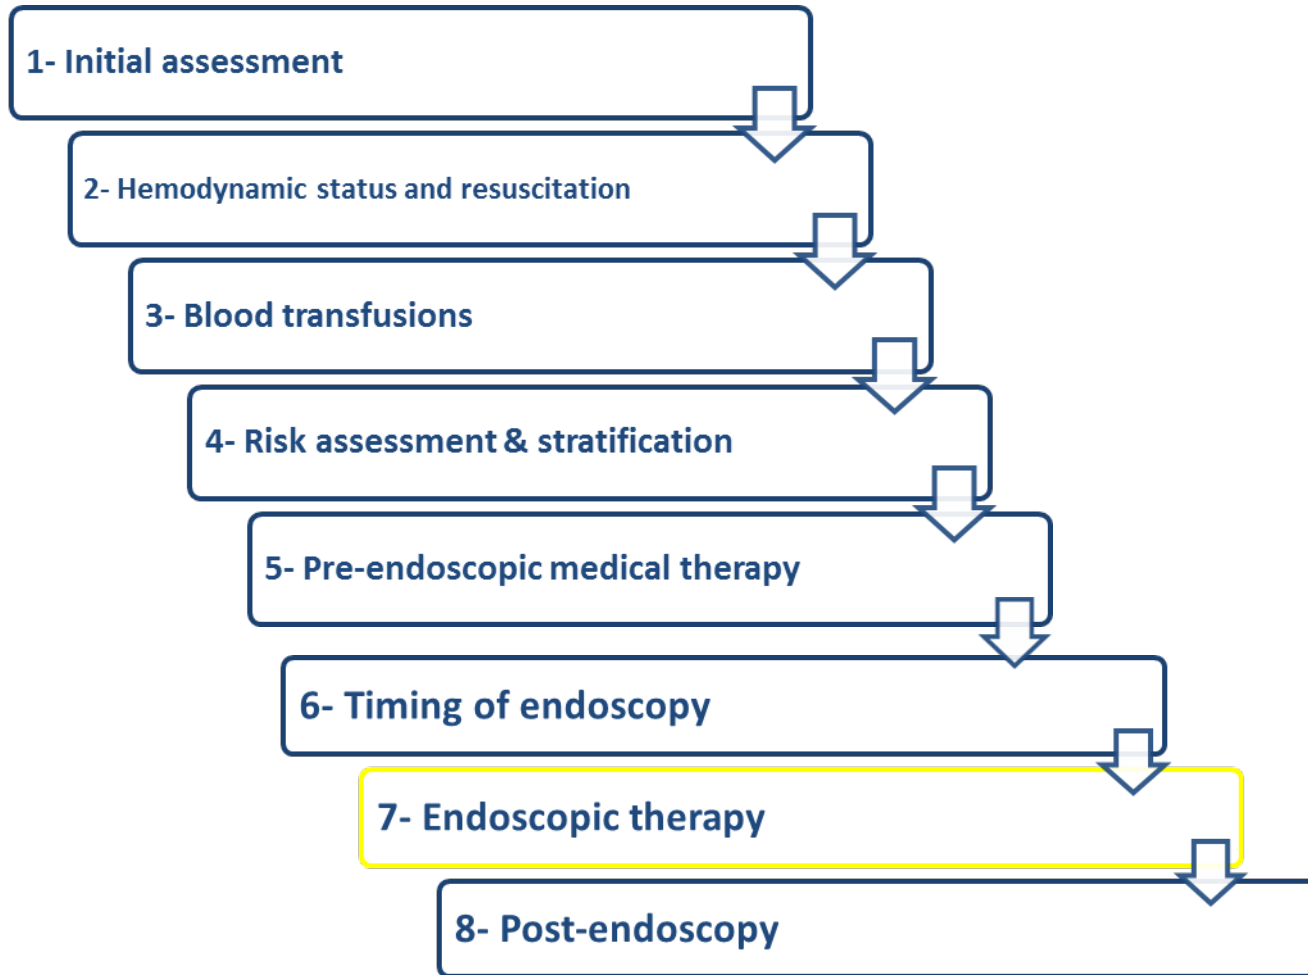 1- Initial assessment
2- Hemodynamic status and resuscitation
3- Blood transfusions
4- Risk assessment & stratification
5- Pre-endoscopic medical therapy
6- Timing of endoscopy
7- Endoscopic therapy
8- Post-endoscopy